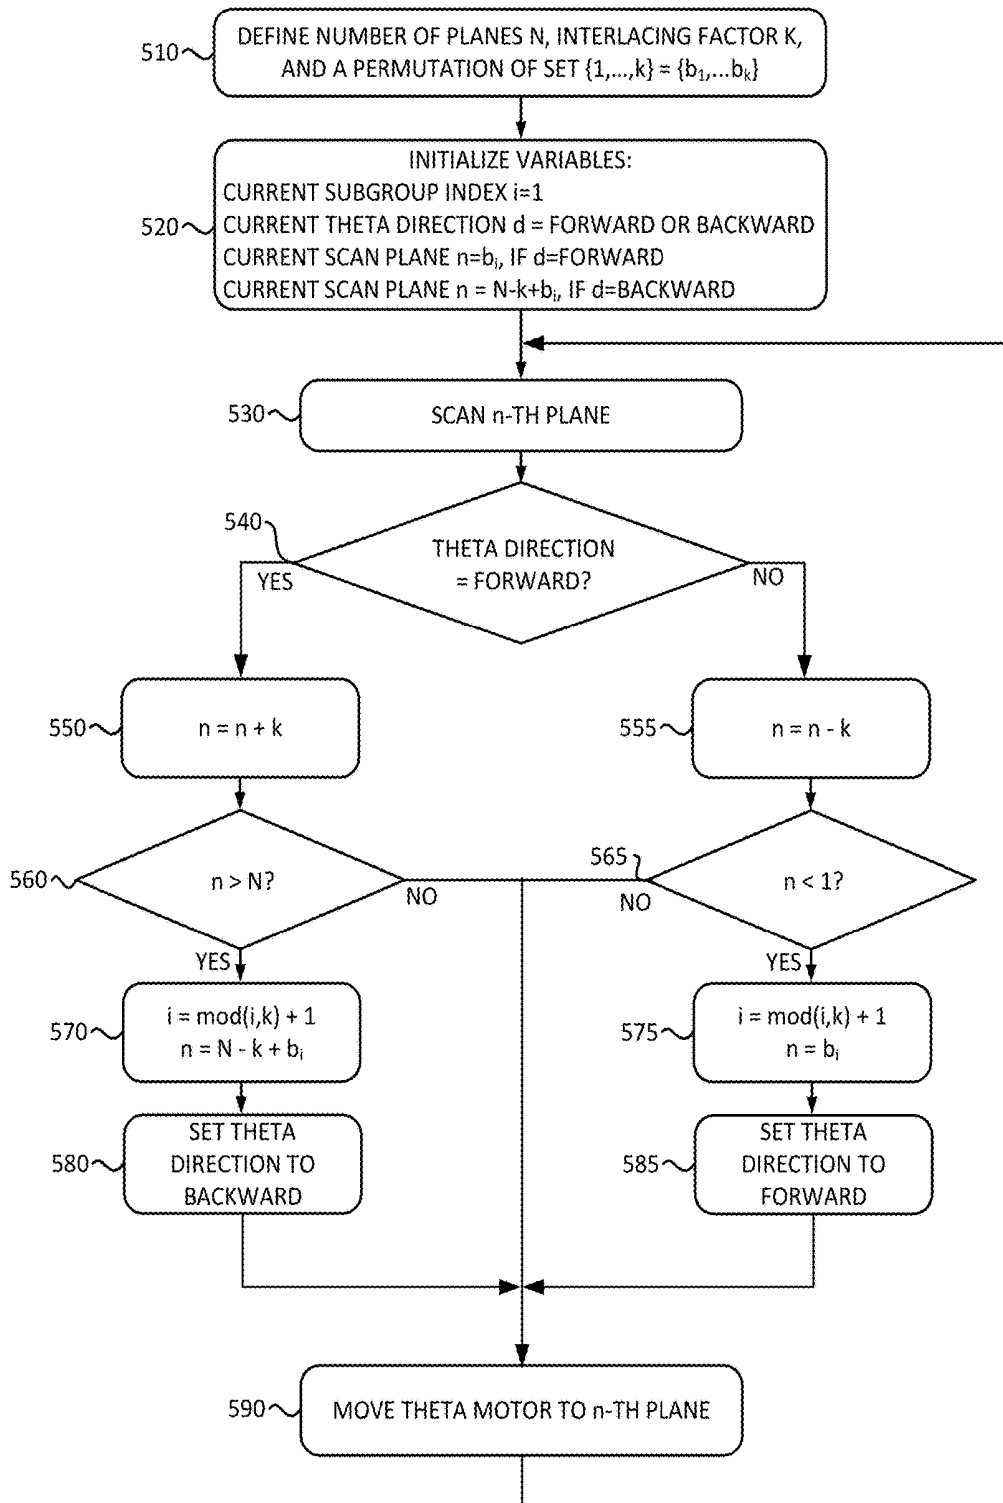 510
DEFINE NUMBER OF PLANES N, INTERLACING FACTOR K,
AND A PERMUTATION OF SET {1,...,k} = {b₁,...bₖ}
520
INITIALIZE VARIABLES:
CURRENT SUBGROUP INDEX i=1
CURRENT THETA DIRECTION d = FORWARD OR BACKWARD
CURRENT SCAN PLANE n=bᵢ, IF d=FORWARD
CURRENT SCAN PLANE n = N-k+bᵢ, IF d=BACKWARD
530
SCAN n-TH PLANE
540
THETA DIRECTION
= FORWARD?
YES
NO
550
n = n + k
555
n = n - k
560
n > N?
NO
YES
565
n < 1?
NO
YES
570
i = mod(i,k) + 1
n = N - k + bᵢ
575
i = mod(i,k) + 1
n = bᵢ
580
SET THETA
DIRECTION TO
BACKWARD
585
SET THETA
DIRECTION TO
FORWARD
590
MOVE THETA MOTOR TO n-TH PLANE